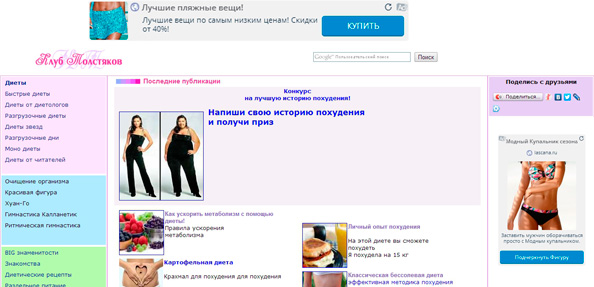 Лучшие пляжные вещи!
Лучшие вещи по самым низким ценам! Скидки
от 40%!
КУПИТЬ
Клуб Толстяков
Поиск
Диеты
Быстрые диеты
Диеты от диетологов
Разгрузочные диеты
Диеты звезд
Разгрузочные дни
Моно диеты
Диеты от читателей
Очищение организма
Красивая фигура
Хуан-Го
Гимнастика Калланетик
Ритмическая гимнастика
BIG знаменитости
Знакомства
Диетические рецепты
Раздельное питание
Последние публикации
Конкурс
на лучшую историю похудения!
Напиши свою историю похудения
и получи приз
Как ускорить метаболизм с помощью
диеты!
Правила ускорения
метаболизма
Картофельная диета
Крахмал для похудения для похудения
Личный опыт похудения
На этой диете вы сможете
похудеть
Я похудела на 15 кг
Классическая бессолевая диета
эффективная методика похудения
Поделись с друзьями
Поделиться...
Модный Купальник сезона
lascana.ru
Заставить мужчин оборачиваться
просто с Модным купальником.
Подчеркнуть Фигуру